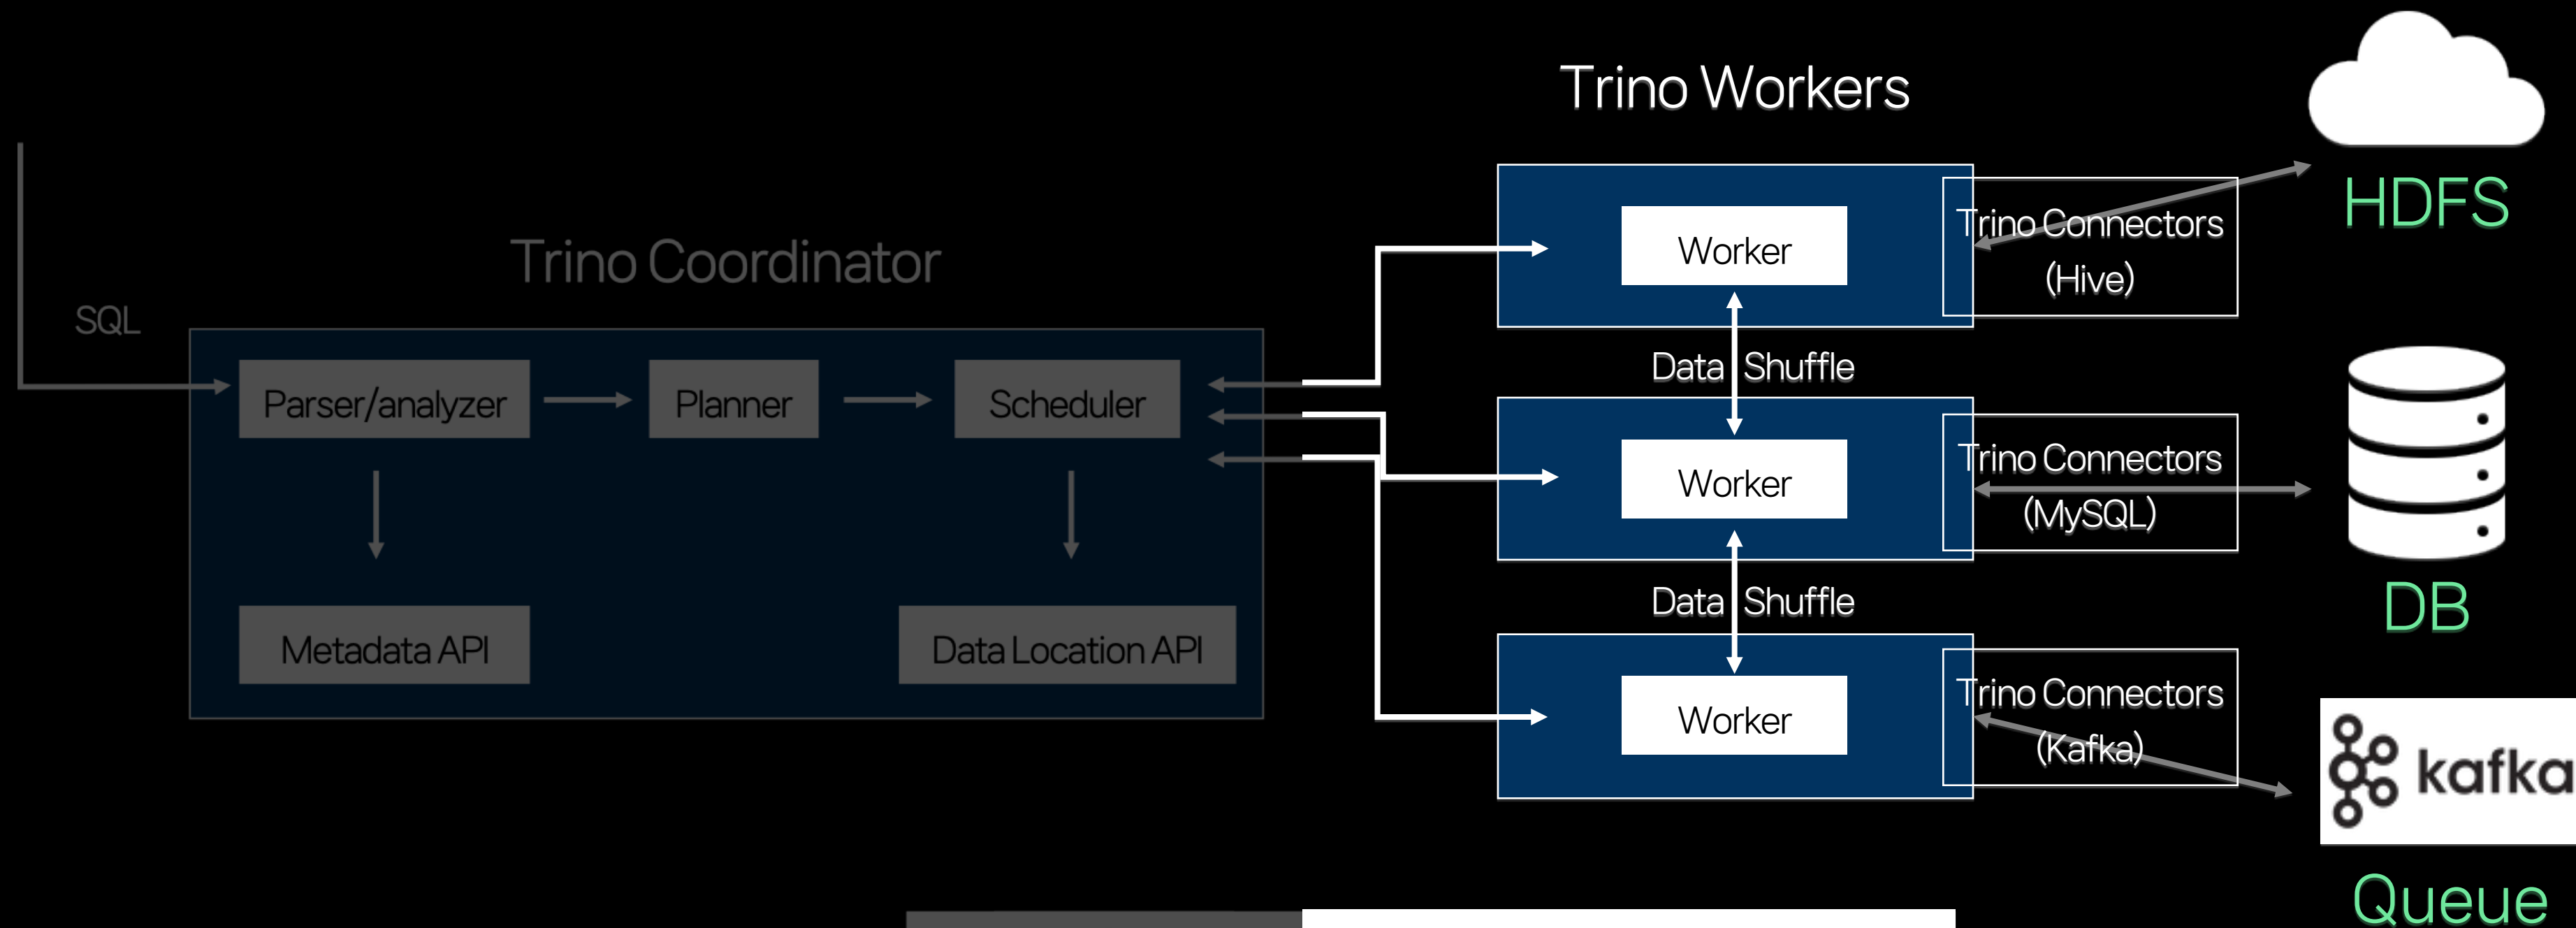 Trino Workers
HDFS
Trino Coordinator
SQL
Parser/analyzer
Planner
Scheduler
Metadata API
Data Location API
Worker
Trino Connectors
(Hive)
Data Shuffle
Worker
Trino Connectors
(MySQL)
DB
Data Shuffle
Worker
Trino Connectors
(Kafka)
kafka
Queue